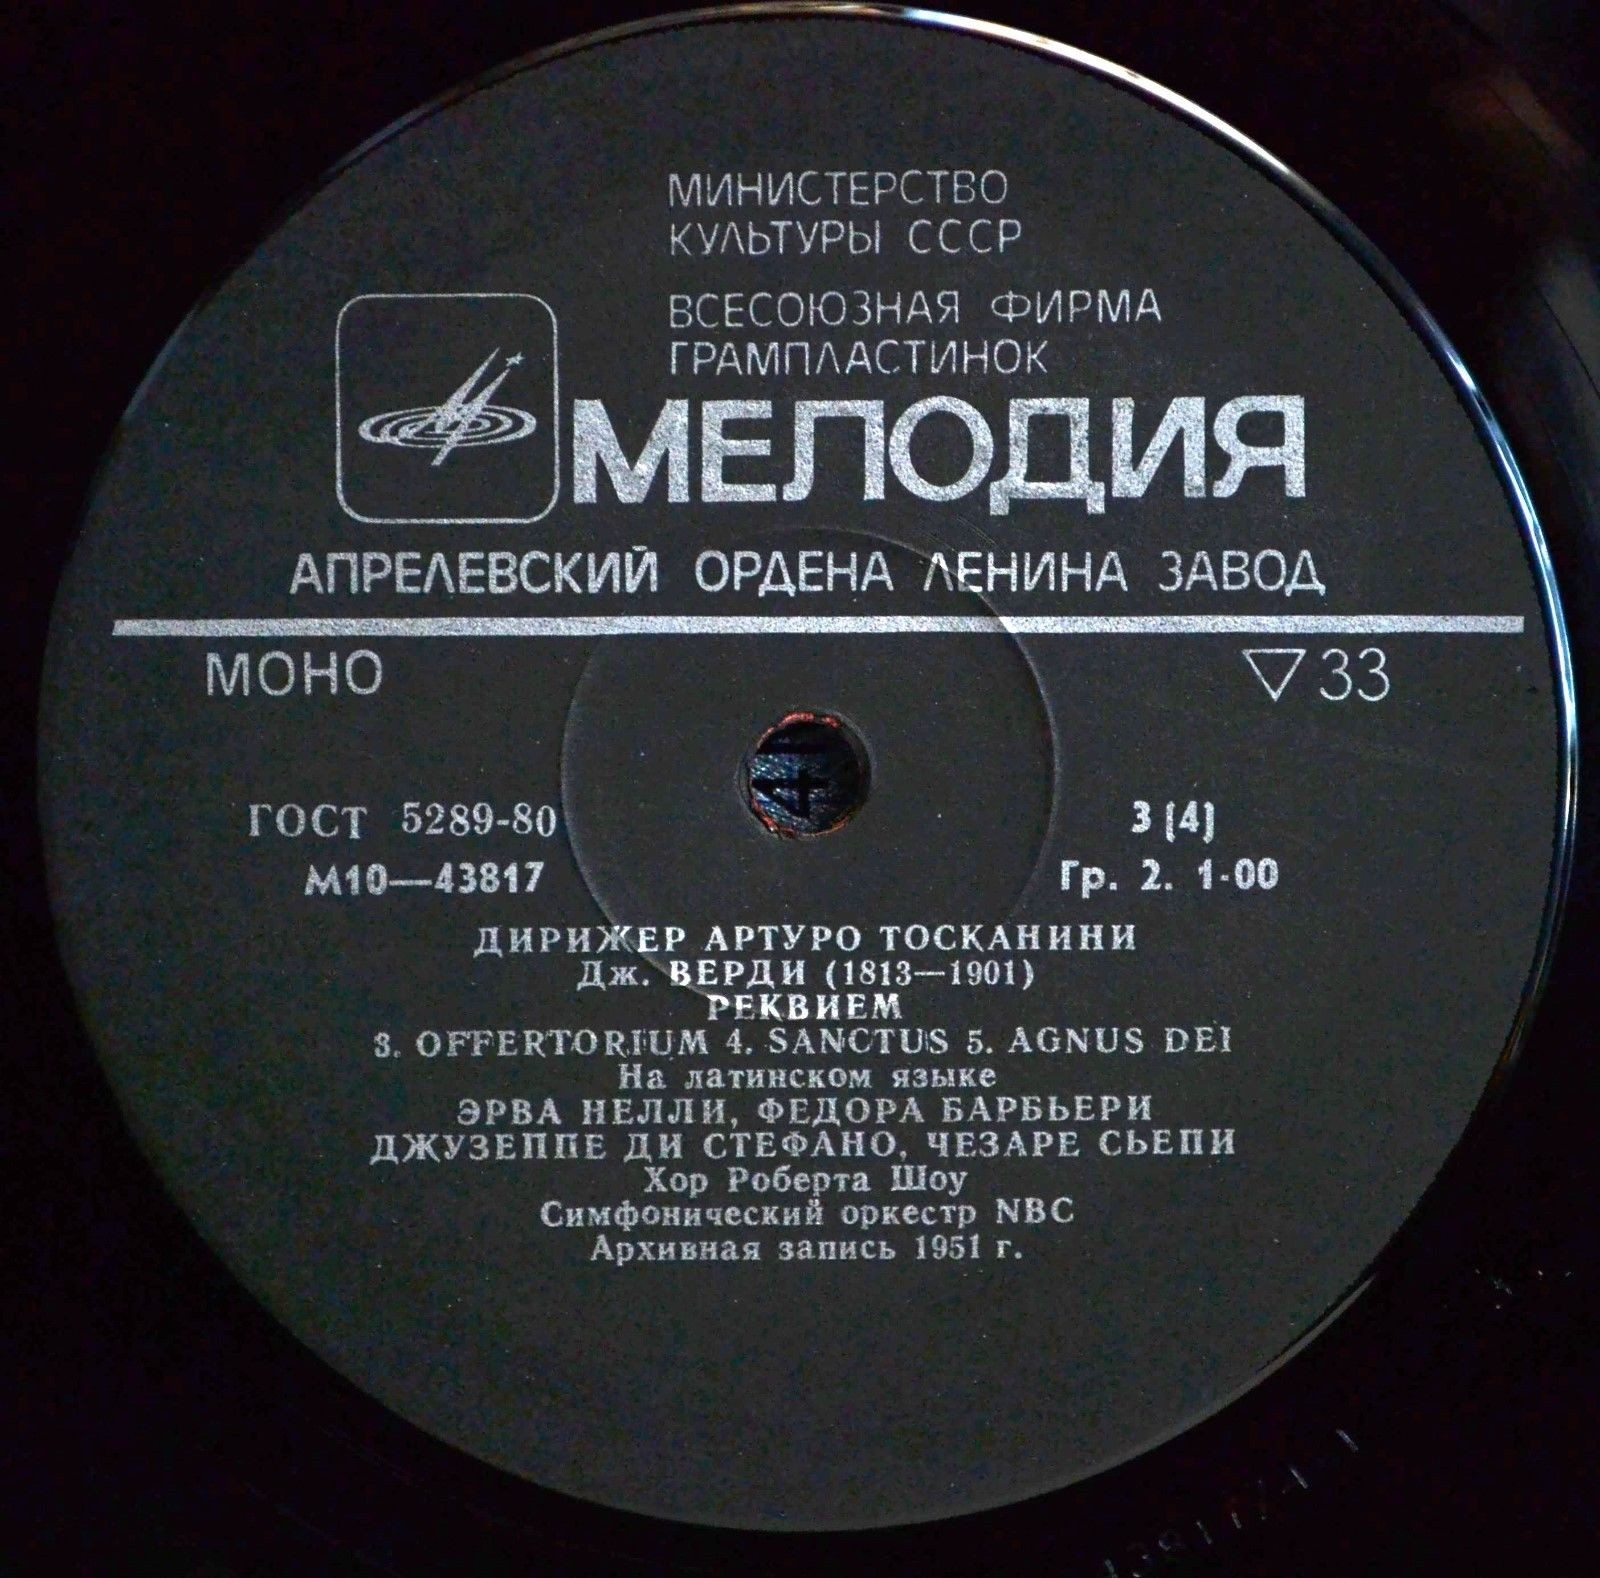 МИНИСТЕРСТВО
КУЛЬТУРЫ СССР
ВСЕСОЮЗНАЯ ФИРМА
ГРАМПЛАСТИНОК
МЕЛОДИЯ
АПРЕЛЕВСКИЙ ОРДЕНА ЛЕНИНА ЗАВОД
МОНО ▽33
ГОСТ 5289-80 3 (4)
М10—43817 Гр. 2. 1-00
ДИРИЖЕР АРТУРО ТОСКАНИНИ
Дж. ВЕРДИ (1813—1901)
РЕКВИЕМ
3. OFFERTORIUM 4. SANCTUS 5. AGNUS DEI
На латинском языке
ЭРВА НЕЛЛИ, ФЕДОРА БАРБЬЕРИ
ДЖУЗЕППЕ ДИ СТЕФАНО, ЧЕЗАРЕ СЬЕПИ
Хор Роберта Шоу
Симфонический оркестр NBC
Архивная запись 1951 г.